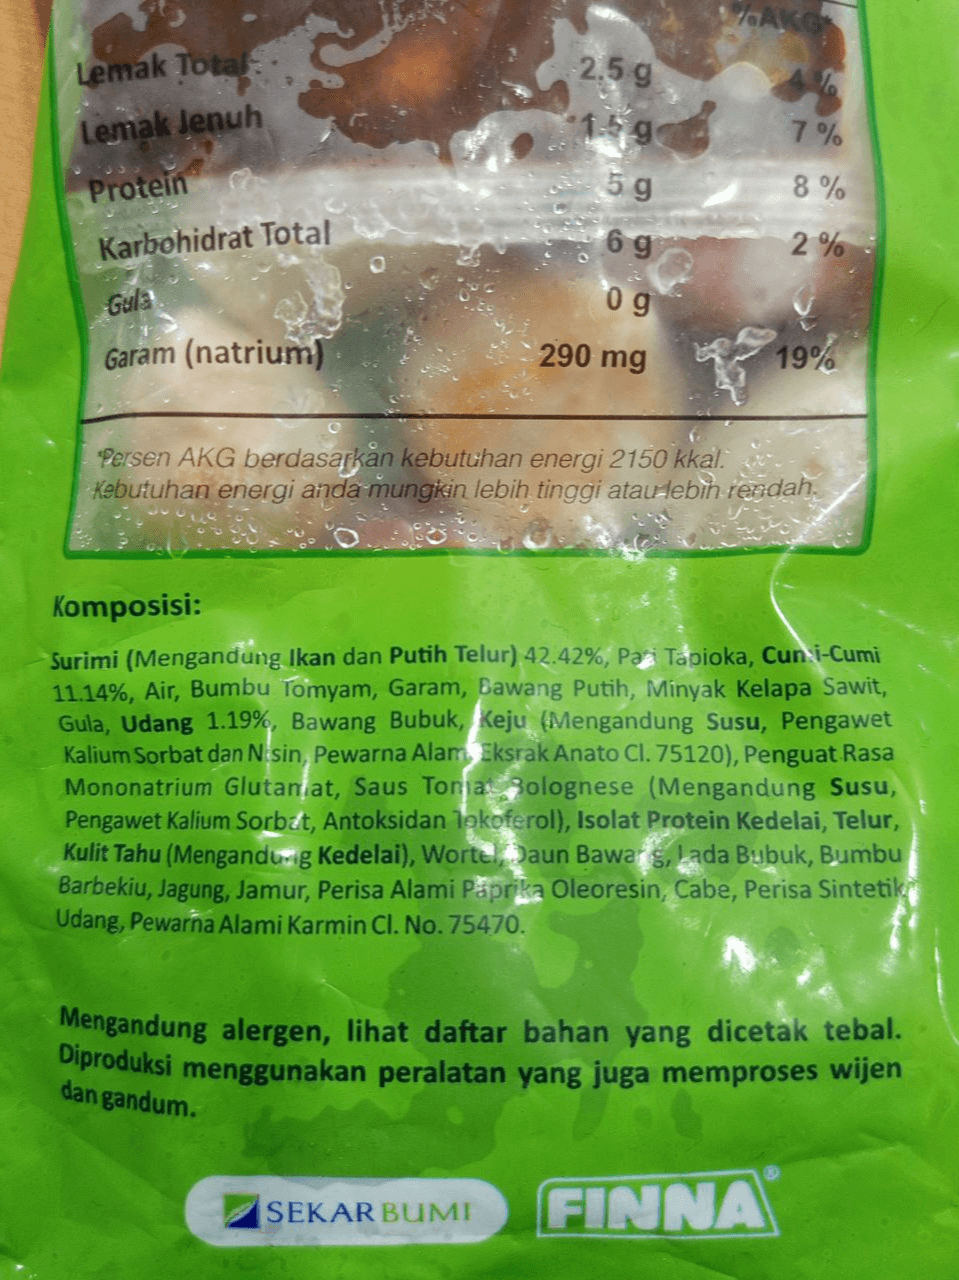 %AKG*
Lemak Total 2.5 g 4 %
Lemak Jenuh 1.5 g 7 %
Protein 5 g 8 %
Karbohidrat Total 6 g 2 %
Gula 0 g
Garam (natrium) 290 mg 19%
*Persen AKG berdasarkan kebutuhan energi 2150 kkal.
Kebutuhan energi anda mungkin lebih tinggi atau lebih rendah.
Komposisi:
Surimi (Mengandung Ikan dan Putih Telur) 42.42%, Pati Tapioka, Cumi-Cumi
11.14%, Air, Bumbu Tomyam, Garam, Bawang Putih, Minyak Kelapa Sawit,
Gula, Udang 1.19%, Bawang Bubuk, Keju (Mengandung Susu, Pengawet
Kalium Sorbat dan Nisin, Pewarna Alam Eksrak Anato Cl. 75120), Penguat Rasa
Mononatrium Glutamat, Saus Tomat Bolognese (Mengandung Susu,
Pengawet Kalium Sorbat, Antoksidan Tokoferol), Isolat Protein Kedelai, Telur,
Kulit Tahu (Mengandung Kedelai), Wortel, Daun Bawang, Lada Bubuk, Bumbu
Barbekiu, Jagung, Jamur, Perisa Alami Paprika Oleoresin, Cabe, Perisa Sintetik
Udang, Pewarna Alami Karmin Cl. No. 75470.
Mengandung alergen, lihat daftar bahan yang dicetak tebal.
Diproduksi menggunakan peralatan yang juga memproses wijen
dan gandum.
SEKAR BUMI FINNA®